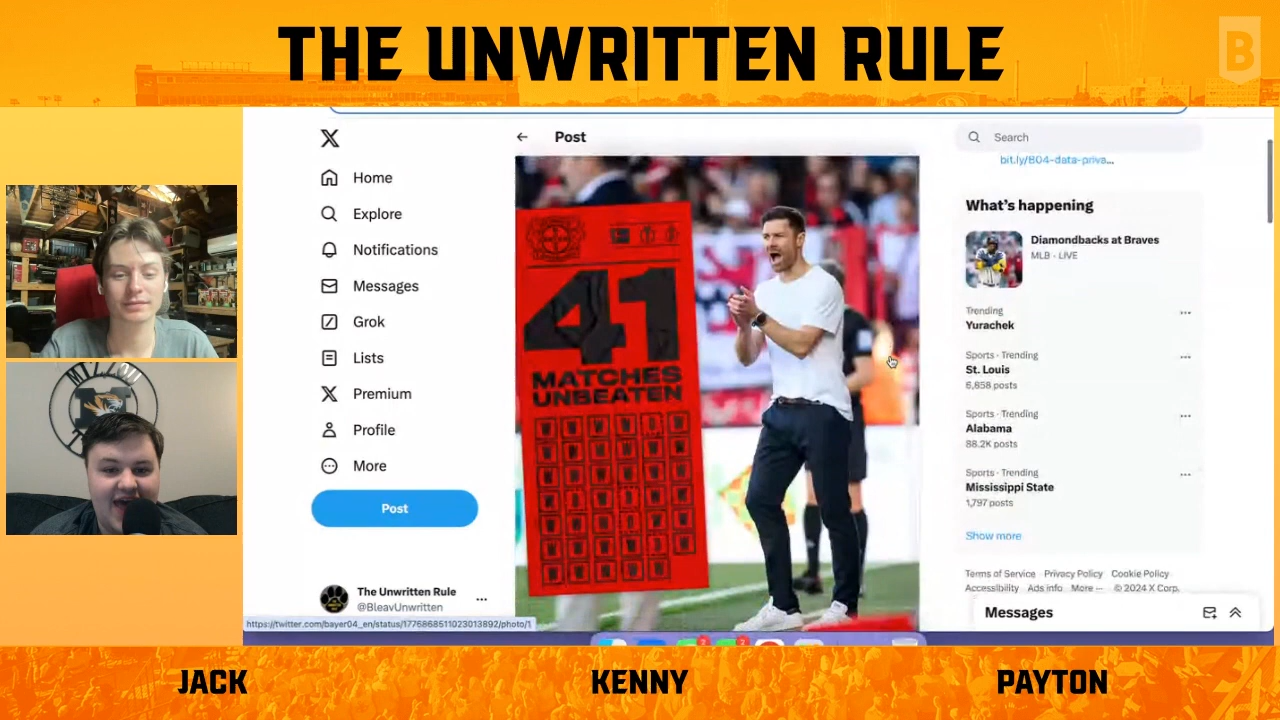 THE UNWRITTEN RULE
B
Post
Search
bit.ly/B04-data-priva...
Home
Explore
Notifications
Messages
Grok
Lists
Premium
Profile
More
Post
The Unwritten Rule
@BleavUnwritten
https://twitter.com/bayer04_en/status/1776868511023013892/photo/1
41
MATCHES
UNBEATEN
What's happening
Diamondbacks at Braves
MLB · LIVE
Trending
Yurachek
Sports · Trending
St. Louis
6,858 posts
Sports · Trending
Alabama
88.2K posts
Sports · Trending
Mississippi State
1,797 posts
Show more
Terms of Service Privacy Policy Cookie Policy
Accessibility Ads info More ··· © 2024 X Corp.
Messages
MIZZOU
JACK
KENNY
PAYTON